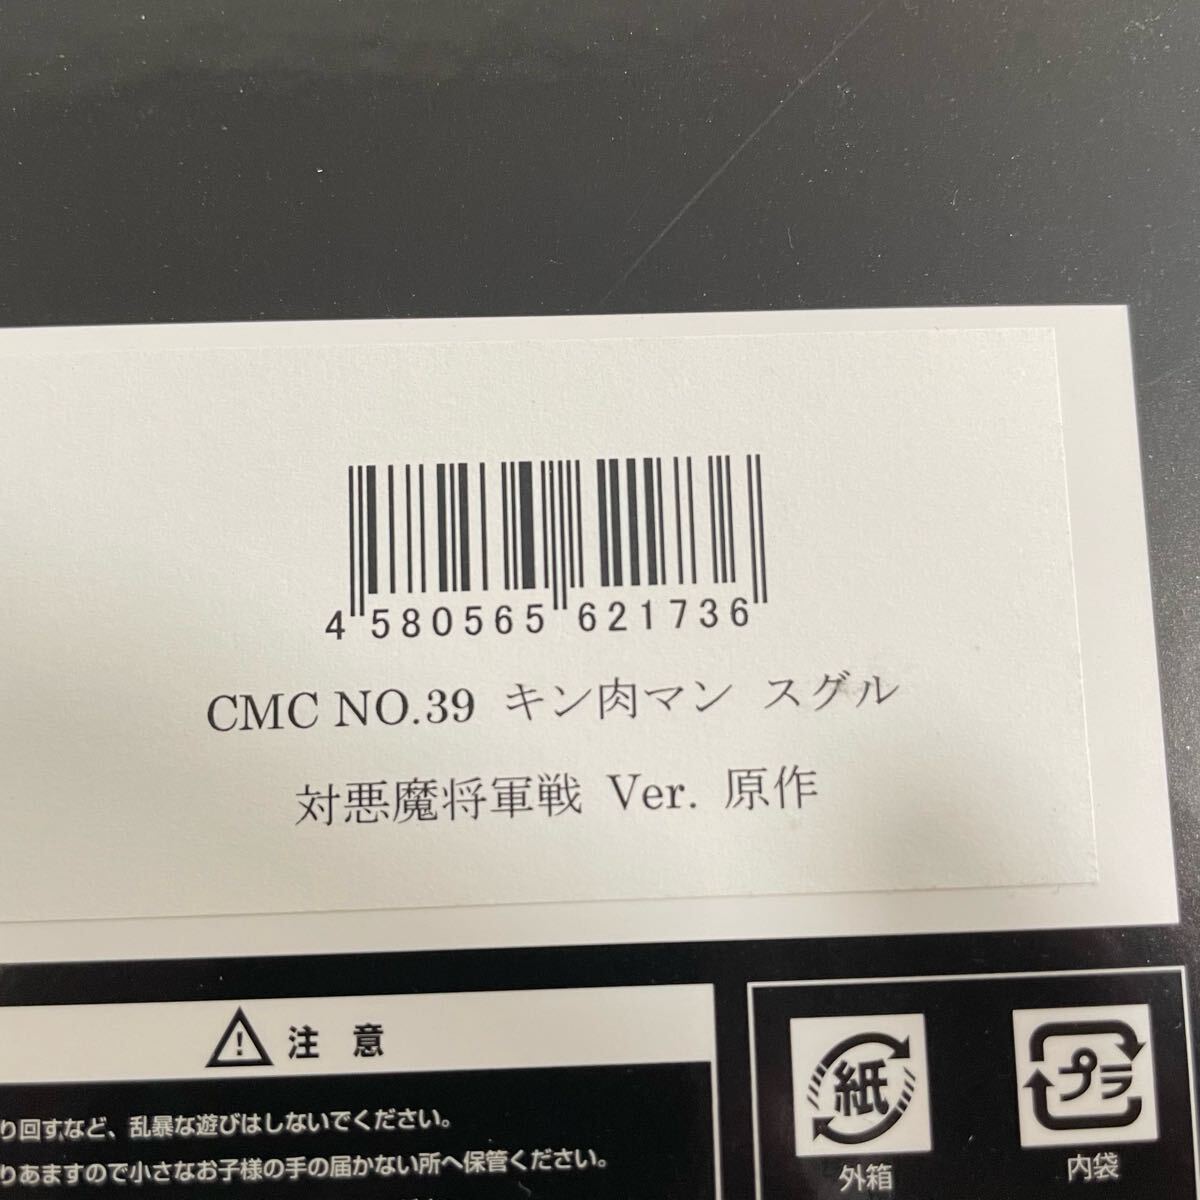 4 580565 621736
CMC NO.39 キン肉マン スグル
対悪魔将軍戦 Ver. 原作
注 意
り回すなど、乱暴な遊びはしないでください。
りあますので小さなお子様の手の届かない所へ保管ください。
紙
外箱
プラ
内袋